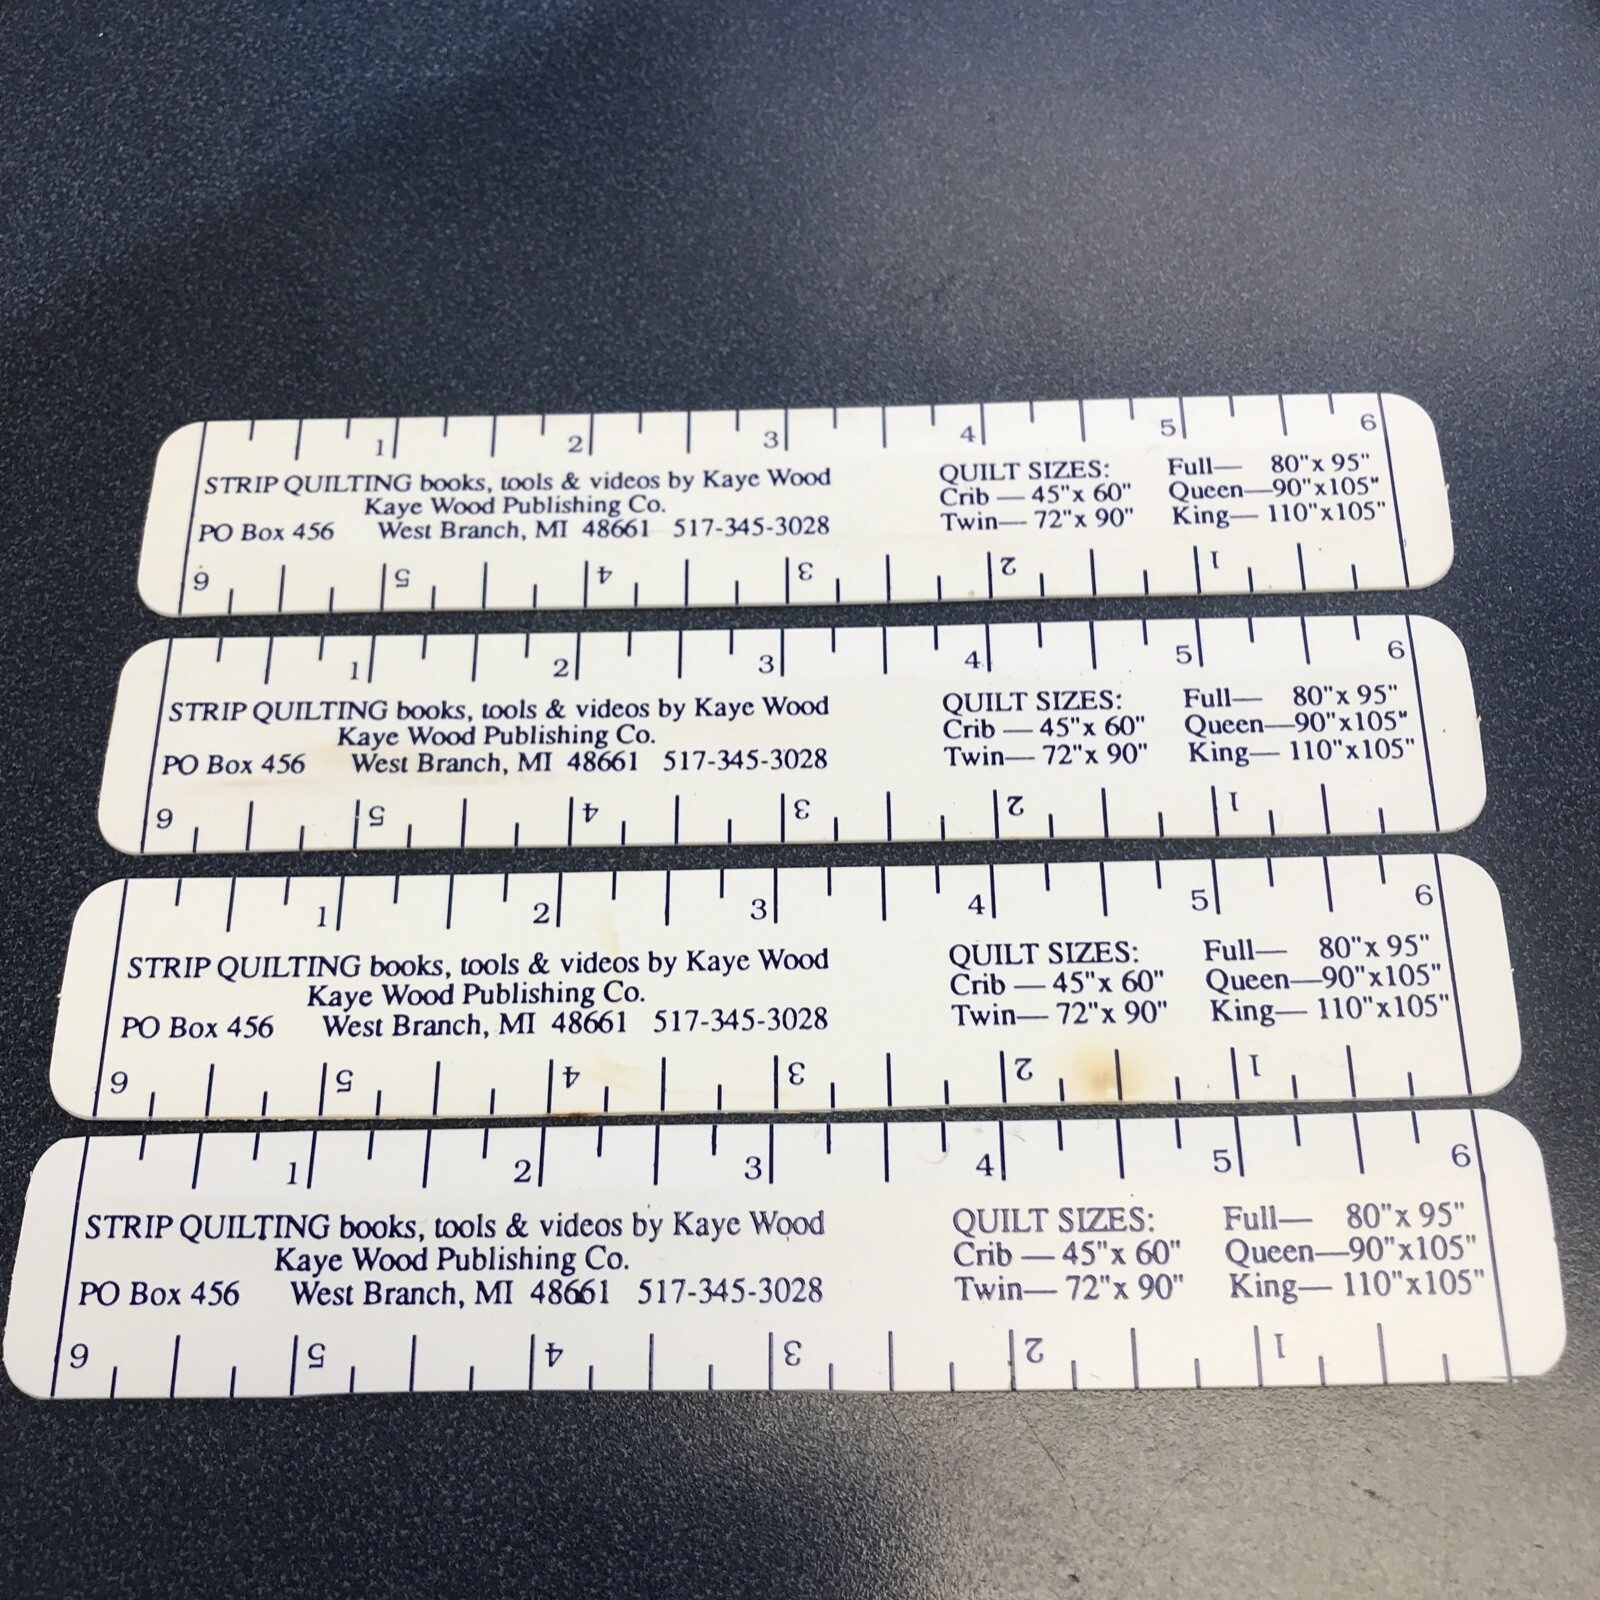 1 2 3 4 5 6
STRIP QUILTING books, tools & videos by Kaye Wood
Kaye Wood Publishing Co.
PO Box 456 West Branch, MI 48661 517-345-3028
QUILT SIZES: Full— 80"x 95"
Crib — 45"x 60" Queen—90"x105"
Twin— 72"x 90" King— 110"x105"
6 5 4 3 2 1
1 2 3 4 5 6
STRIP QUILTING books, tools & videos by Kaye Wood
Kaye Wood Publishing Co.
PO Box 456 West Branch, MI 48661 517-345-3028
QUILT SIZES: Full— 80"x 95"
Crib — 45"x 60" Queen—90"x105"
Twin— 72"x 90" King— 110"x105"
6 5 4 3 2 1
1 2 3 4 5 6
STRIP QUILTING books, tools & videos by Kaye Wood
Kaye Wood Publishing Co.
PO Box 456 West Branch, MI 48661 517-345-3028
QUILT SIZES: Full— 80"x 95"
Crib — 45"x 60" Queen—90"x105"
Twin— 72"x 90" King— 110"x105"
6 5 4 3 2 1
1 2 3 4 5 6
STRIP QUILTING books, tools & videos by Kaye Wood
Kaye Wood Publishing Co.
PO Box 456 West Branch, MI 48661 517-345-3028
QUILT SIZES: Full— 80"x 95"
Crib — 45"x 60" Queen—90"x105"
Twin— 72"x 90" King— 110"x105"
6 5 4 3 2 1